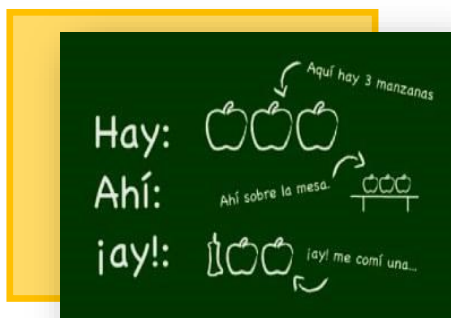 Aquí hay 3 manzanas
Hay:
Ahí:
Ahí sobre la mesa.
¡ay!:
¡ay! me comí una...